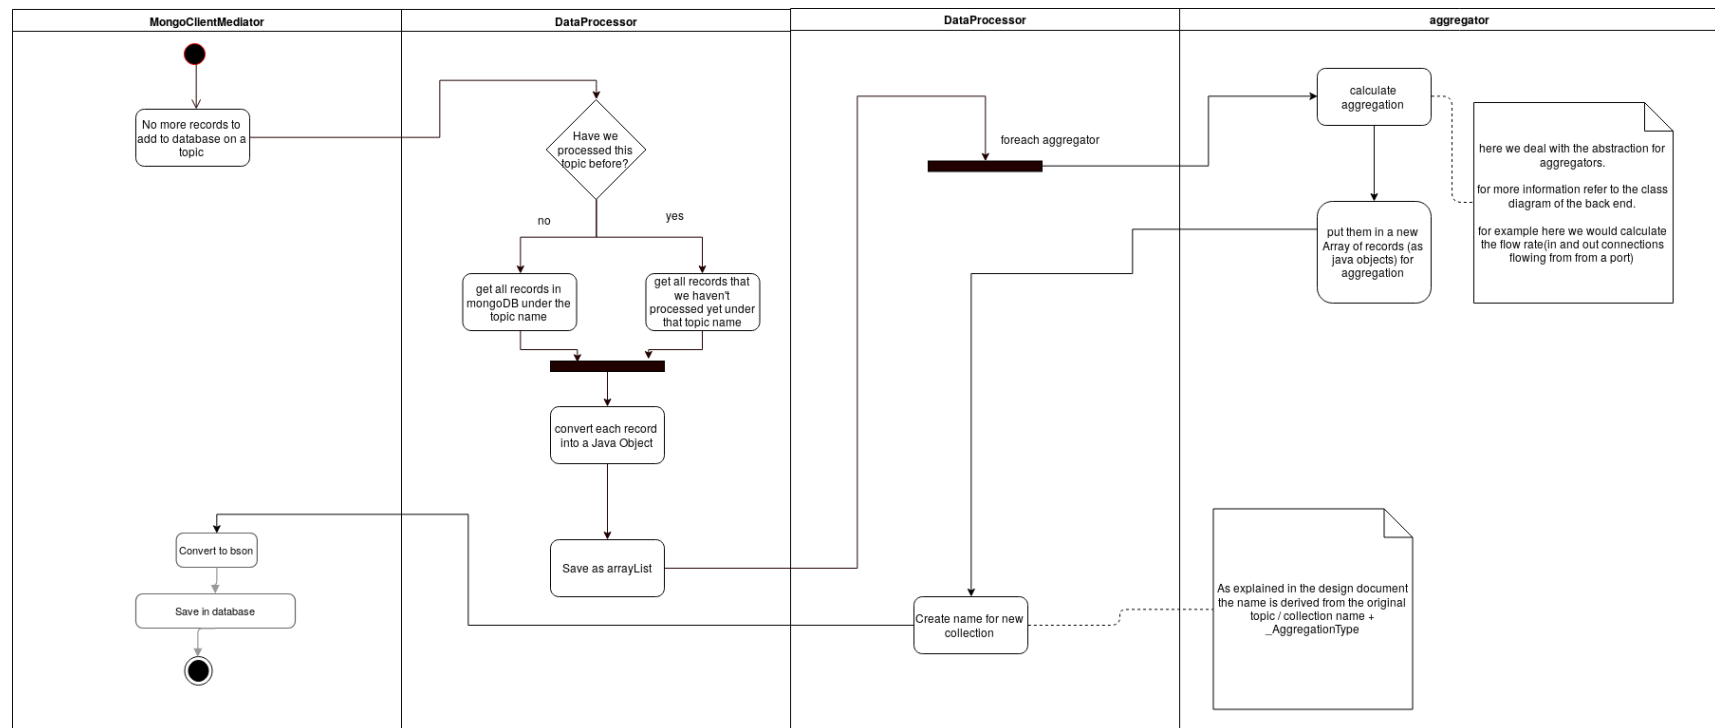 MongoClientMediator
DataProcessor
DataProcessor
aggregator
No more records to
add to database on a
topic
Have we
processed this
topic before?
no
yes
get all records in
mongoDB under the
topic name
get all records that
we haven't
processed yet under
that topic name
convert each record
into a Java Object
Save as arrayList
foreach aggregator
calculate
aggregation
put them in a new
Array of records (as
java objects) for
aggregation
here we deal with the abstraction for
aggregators.
for more information refer to the class
diagram of the back end.
for example here we would calculate
the flow rate(in and out connections
flowing from from a port)
Create name for new
collection
As explained in the design document
the name is derived from the original
topic / collection name +
_AggregationType
Convert to bson
Save in database